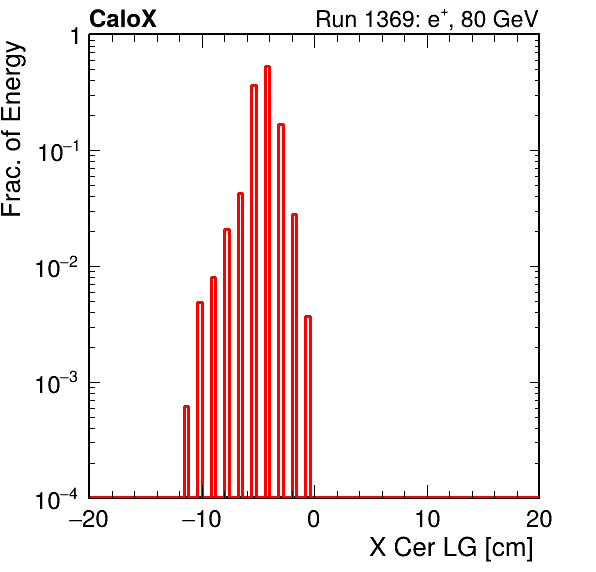 CaloX Run 1369: e⁺, 80 GeV
Frac. of Energy
1
10⁻¹
10⁻²
10⁻³
10⁻⁴
−20 −10 0 10 20
X Cer LG [cm]